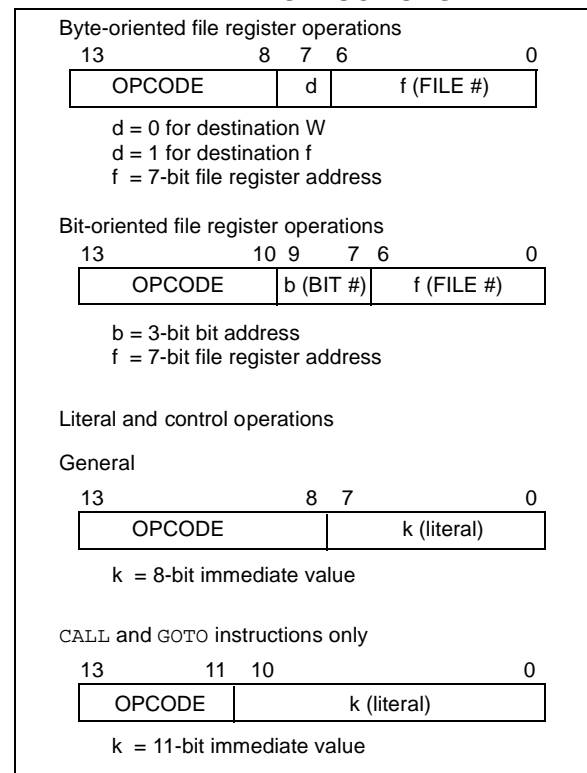 Byte-oriented file register operations
13 8 7 6 0
OPCODE d f (FILE #)
d = 0 for destination W
d = 1 for destination f
f = 7-bit file register address
Bit-oriented file register operations
13 10 9 7 6 0
OPCODE b (BIT #) f (FILE #)
b = 3-bit bit address
f = 7-bit file register address
Literal and control operations
General
13 8 7 0
OPCODE k (literal)
k = 8-bit immediate value
CALL and GOTO instructions only
13 11 10 0
OPCODE k (literal)
k = 11-bit immediate value